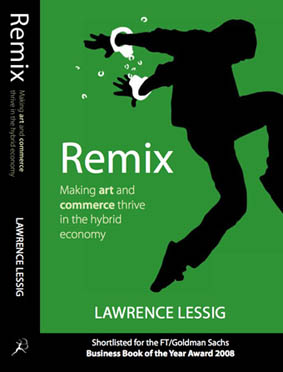 Remix
Making art and commerce
thrive in the hybrid economy
LAWRENCE LESSIG
Remix
Making art and
commerce thrive
in the hybrid
economy
LAWRENCE LESSIG
Shortlisted for the FT/Goldman Sachs
Business Book of the Year Award 2008